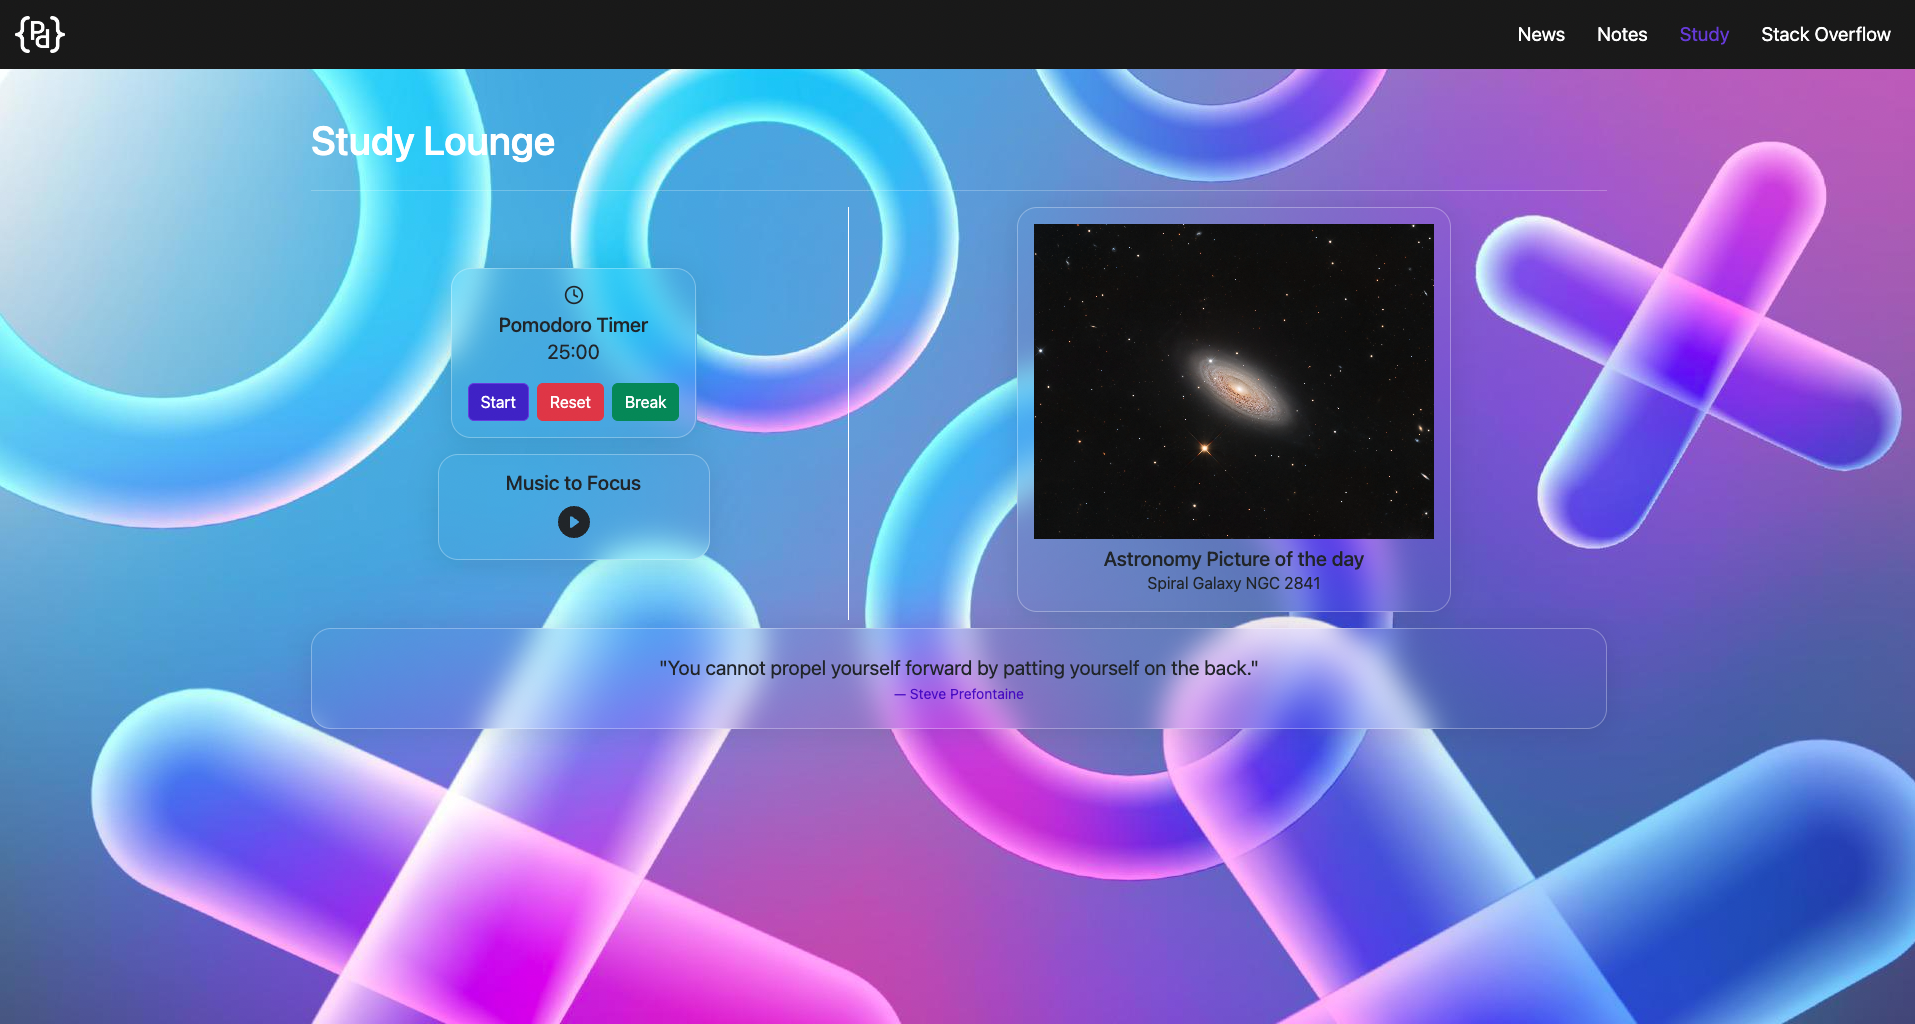 {Pd}
News
Notes
Study
Stack Overflow
Study Lounge
Pomodoro Timer
25:00
Start
Reset
Break
Music to Focus
Astronomy Picture of the day
Spiral Galaxy NGC 2841
"You cannot propel yourself forward by patting yourself on the back."
— Steve Prefontaine